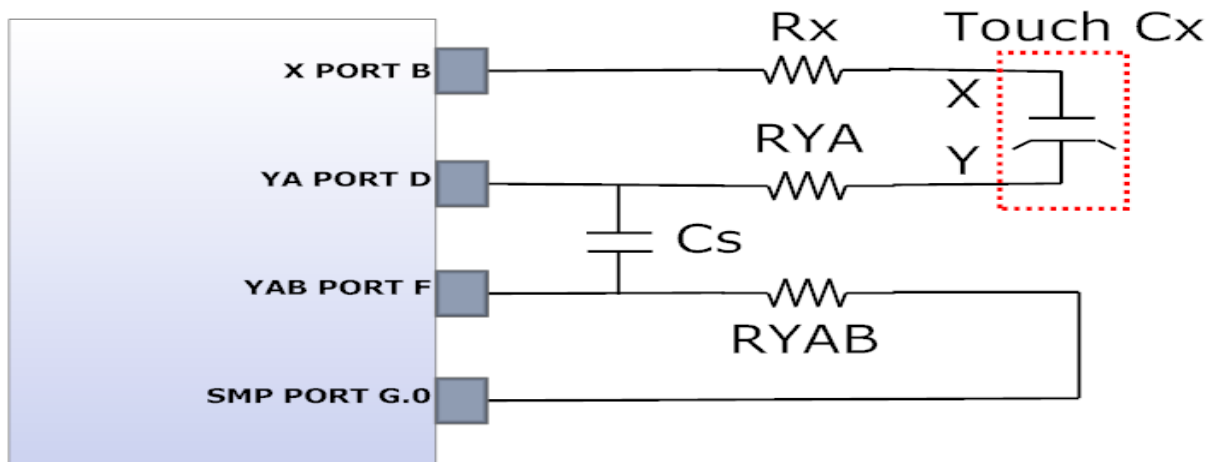 Rx
Touch Cx
X PORT B
X
RYA
Y
YA PORT D
Cs
YAB PORT F
RYAB
SMP PORT G.0